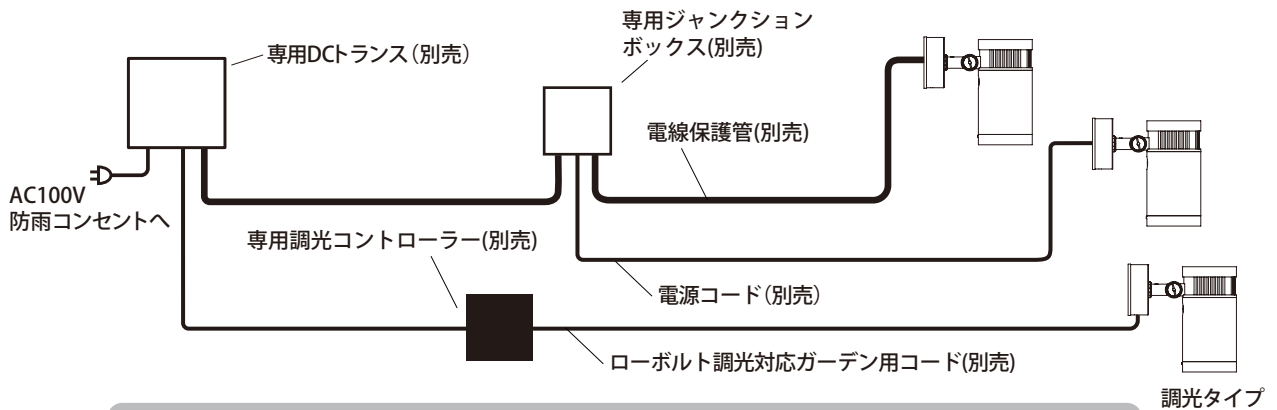 専用DCトランス（別売）
専用ジャンクション
ボックス(別売)
電線保護管(別売)
AC100V
防雨コンセントへ
専用調光コントローラー(別売)
電源コード（別売）
ローボルト調光対応ガーデン用コード(別売)
調光タイプ